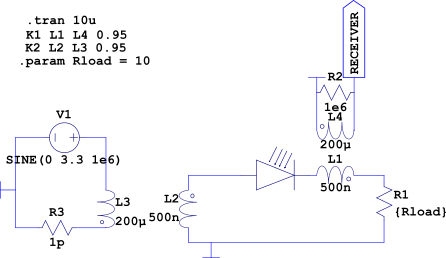 .tran 10u
K1 L1 L4 0.95
K2 L2 L3 0.95
.param Rload = 10
RECEIVER
R2
1e6
L4
200µ
V1
SINE(0 3.3 1e6)
L1
500n
L3
200µ
L2
500n
R1
{Rload}
R3
1p